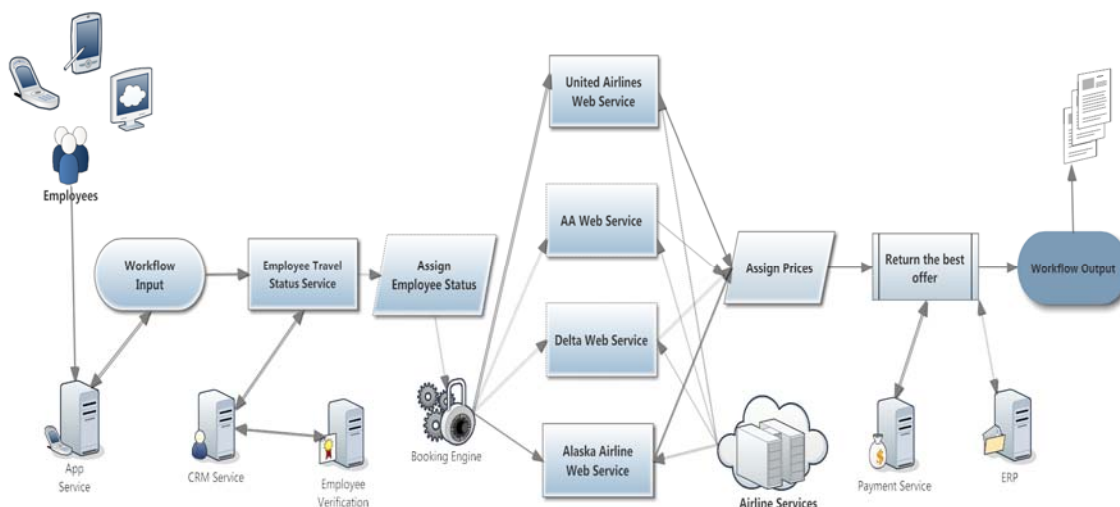 Employees
Workflow
Input
Employee Travel
Status Service
Assign
Employee Status
United Airlines
Web Service
AA Web Service
Delta Web Service
Alaska Airline
Web Service
Assign Prices
Return the best
offer
Workflow Output
App
Service
CRM Service
Employee
Verification
Booking Engine
Airline Services
Payment Service
ERP